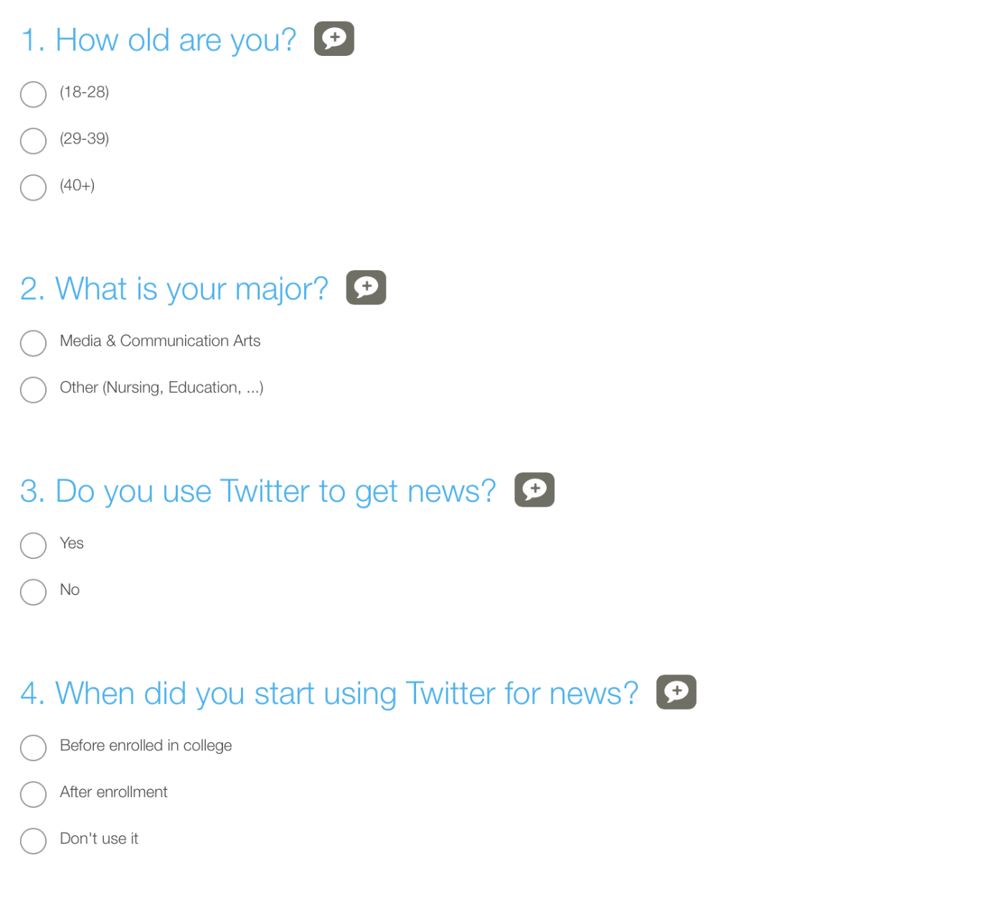 1. How old are you?
(18-28)
(29-39)
(40+)
2. What is your major?
Media & Communication Arts
Other (Nursing, Education, ...)
3. Do you use Twitter to get news?
Yes
No
4. When did you start using Twitter for news?
Before enrolled in college
After enrollment
Don't use it